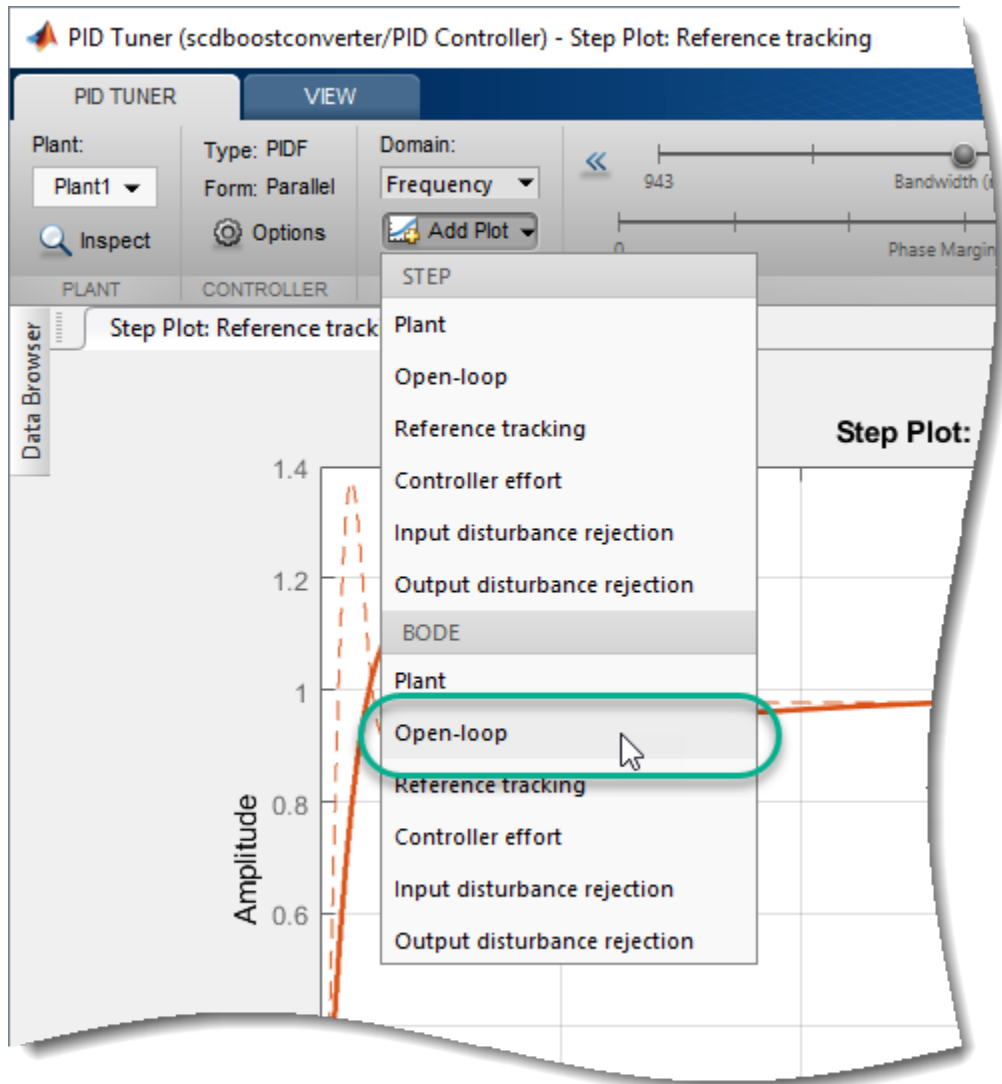 PID Tuner (scdboostconverter/PID Controller) - Step Plot: Reference tracking
PID TUNER
VIEW
Plant:
Plant1
Inspect
PLANT
Type: PIDF
Form: Parallel
Options
CONTROLLER
Domain:
Frequency
Add Plot
943
Bandwidth
0
Phase Margin
STEP
Plant
Open-loop
Reference tracking
Controller effort
Input disturbance rejection
Output disturbance rejection
BODE
Plant
Open-loop
Reference tracking
Controller effort
Input disturbance rejection
Output disturbance rejection
Data Browser
Step Plot: Reference track
Step Plot:
1.4
1.2
1
0.8
0.6
Amplitude